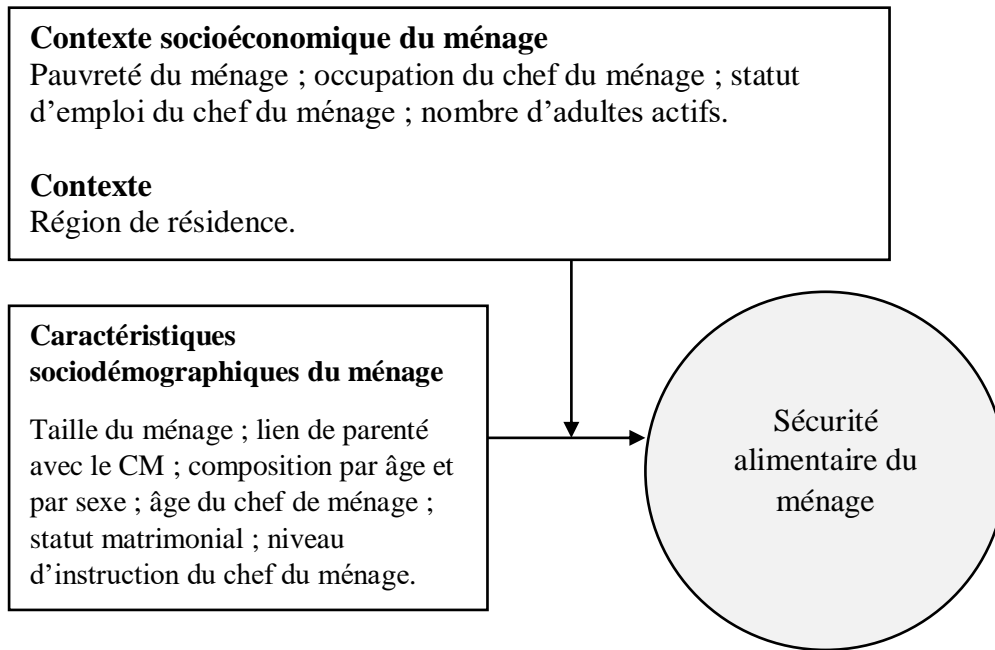 Contexte socioéconomique du ménage
Pauvreté du ménage ; occupation du chef du ménage ; statut
d’emploi du chef du ménage ; nombre d’adultes actifs.
Contexte
Région de résidence.
Caractéristiques
sociodémographiques du ménage
Taille du ménage ; lien de parenté
avec le CM ; composition par âge et
par sexe ; âge du chef de ménage ;
statut matrimonial ; niveau
d’instruction du chef du ménage.
Sécurité
alimentaire du
ménage